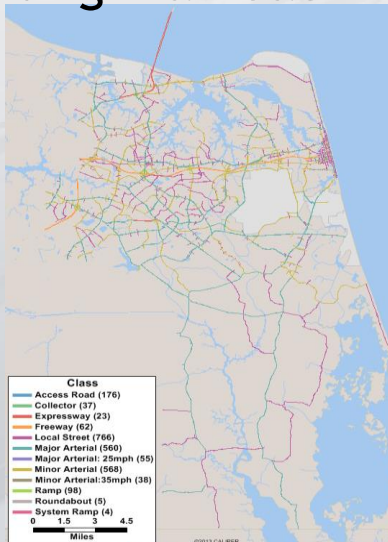 Class
Access Road (176)
Collector (37)
Expressway (23)
Freeway (62)
Local Street (766)
Major Arterial (560)
Major Arterial: 25mph (55)
Minor Arterial (568)
Minor Arterial:35mph (38)
Ramp (98)
Roundabout (5)
System Ramp (4)
0 1.5 3 4.5
Miles
©2013 CALIPER